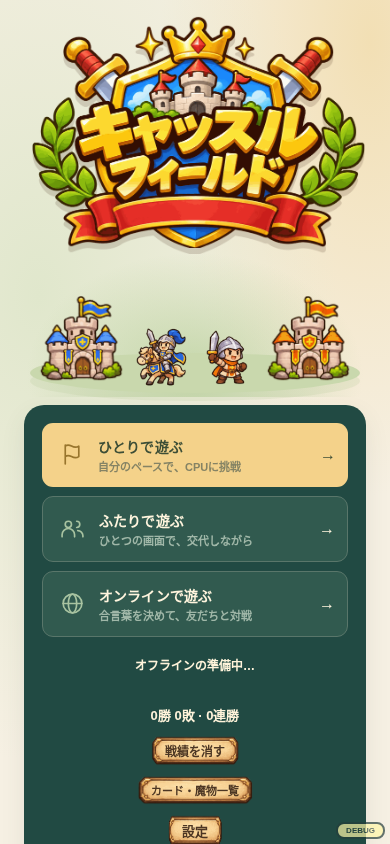 キャッスル
フィールド
ひとりで遊ぶ
自分のペースで、CPUに挑戦
→
ふたりで遊ぶ
ひとつの画面で、交代しながら
→
オンラインで遊ぶ
合言葉を決めて、友だちと対戦
→
オフラインの準備中…
0勝 0敗 · 0連勝
戦績を消す
カード・魔物一覧
設定
DEBUG